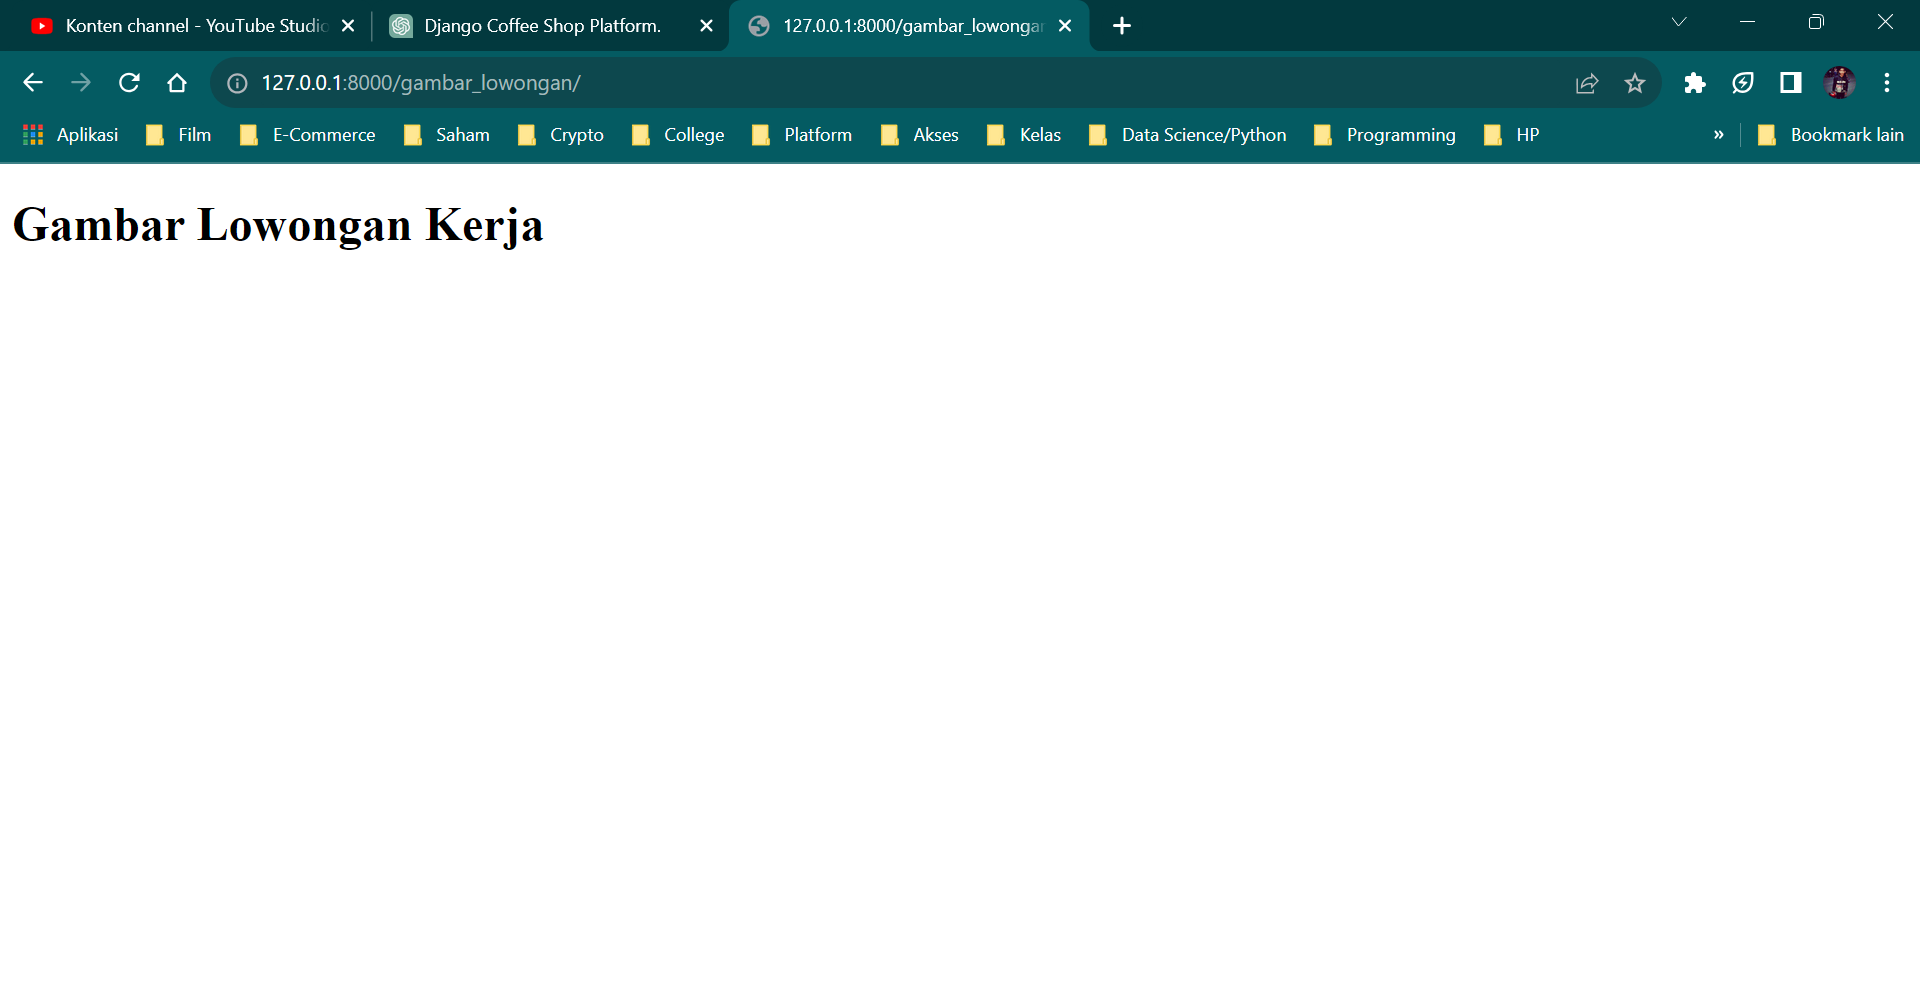 Konten channel - YouTube Studio
Django Coffee Shop Platform.
127.0.0.1:8000/gambar_lowongan
127.0.0.1:8000/gambar_lowongan/
Aplikasi Film E-Commerce Saham Crypto College Platform Akses Kelas Data Science/Python Programming HP » Bookmark lain
Gambar Lowongan Kerja